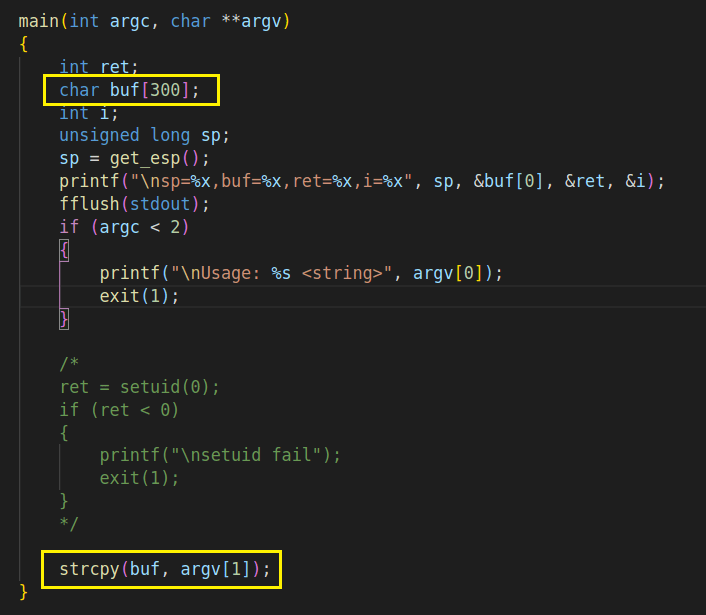 main(int argc, char **argv)
{
int ret;
char buf[300];
int i;
unsigned long sp;
sp = get_esp();
printf("\nsp=%x,buf=%x,ret=%x,i=%x", sp, &buf[0], &ret, &i);
fflush(stdout);
if (argc < 2)
{
printf("\nUsage: %s <string>", argv[0]);
exit(1);
}
/*
ret = setuid(0);
if (ret < 0)
{
printf("\nsetuid fail");
exit(1);
}
*/
strcpy(buf, argv[1]);
}